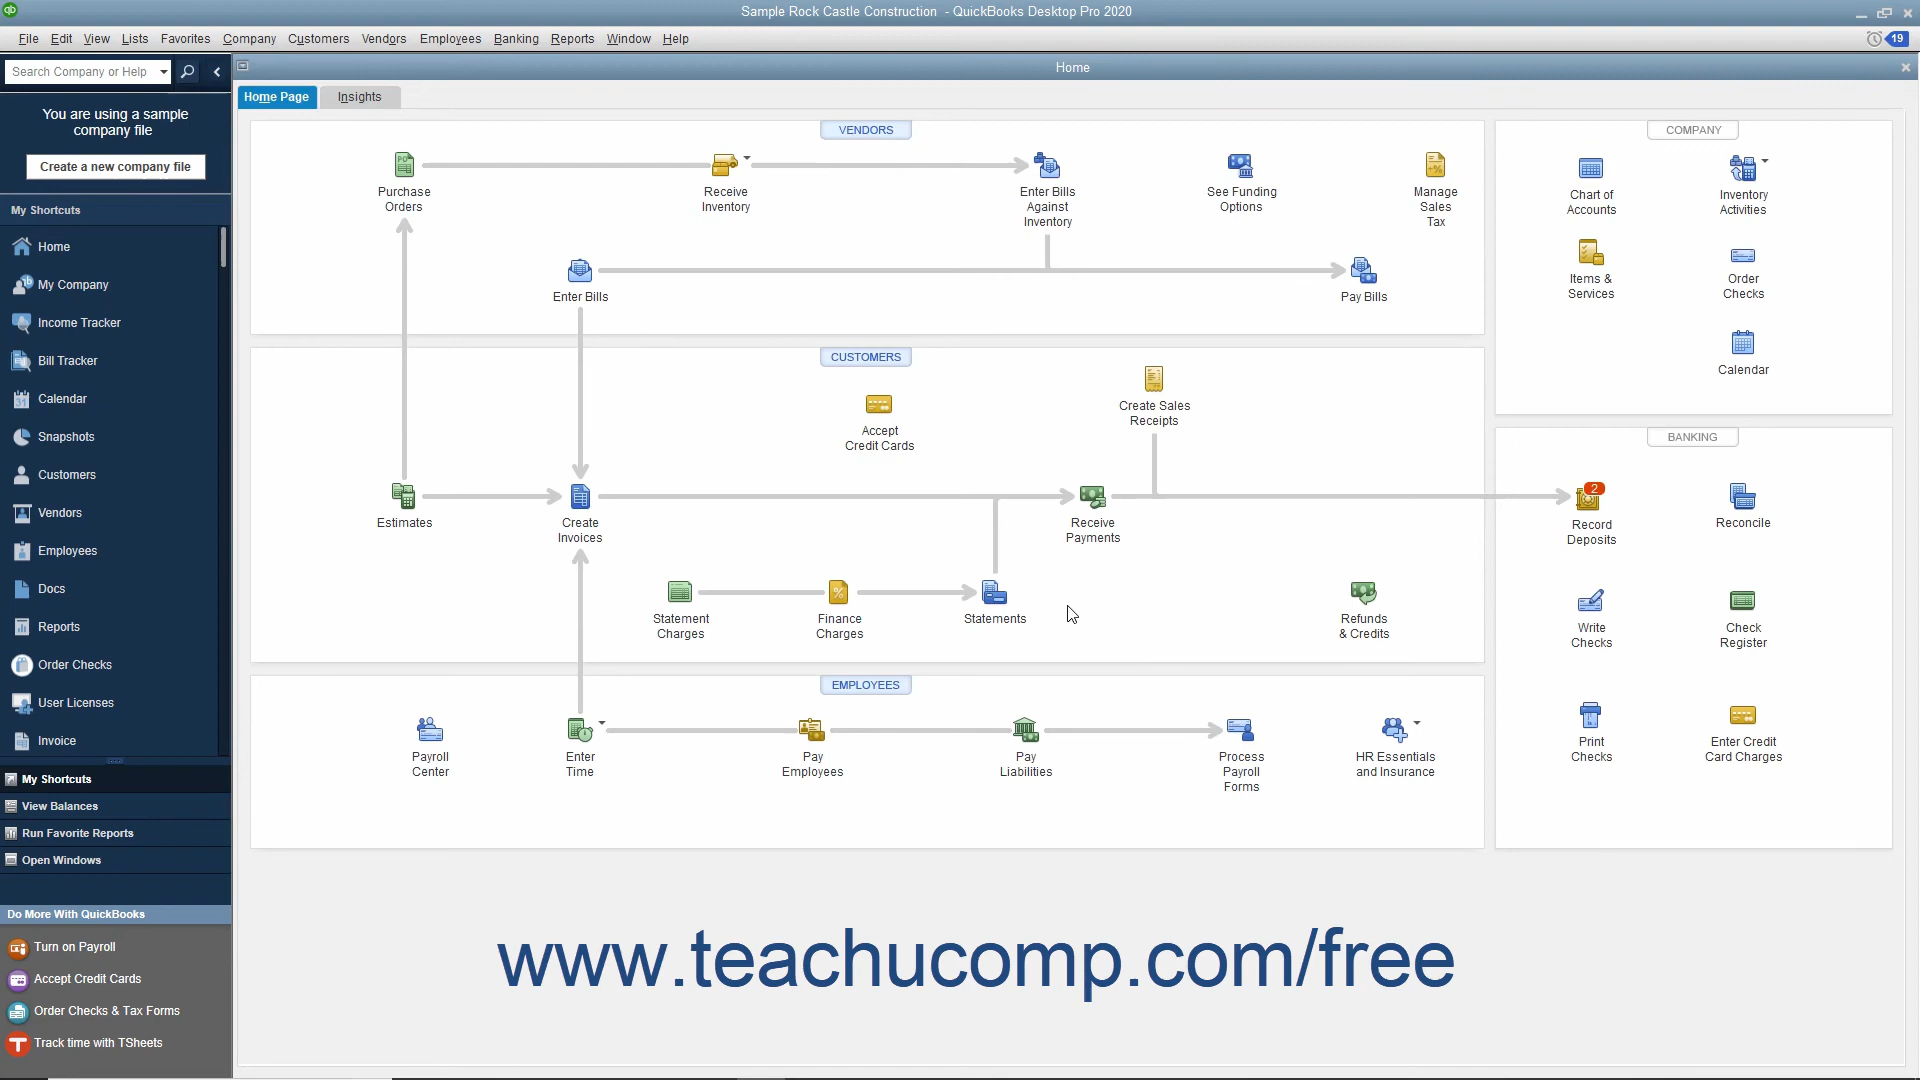 Sample Rock Castle Construction - QuickBooks Desktop Pro 2020
File Edit View Lists Favorites Company Customers Vendors Employees Banking Reports Window Help
19
Search Company or Help
Home
You are using a sample
company file
Create a new company file
My Shortcuts
Home
My Company
Income Tracker
Bill Tracker
Calendar
Snapshots
Customers
Vendors
Employees
Docs
Reports
Order Checks
User Licenses
Invoice
My Shortcuts
View Balances
Run Favorite Reports
Open Windows
Do More With QuickBooks
Turn on Payroll
Accept Credit Cards
Order Checks & Tax Forms
Track time with TSheets
Home Page Insights
VENDORS
Purchase
Orders
Receive
Inventory
Enter Bills
Against
Inventory
See Funding
Options
Manage
Sales
Tax
Enter Bills
Pay Bills
CUSTOMERS
Accept
Credit Cards
Create Sales
Receipts
Estimates
Create
Invoices
Receive
Payments
Statement
Charges
Finance
Charges
Statements
Refunds
& Credits
EMPLOYEES
Payroll
Center
Enter
Time
Pay
Employees
Pay
Liabilities
Process
Payroll
Forms
HR Essentials
and Insurance
COMPANY
Chart of
Accounts
Inventory
Activities
Items &
Services
Order
Checks
Calendar
BANKING
2
Record
Deposits
Reconcile
Write
Checks
Check
Register
Print
Checks
Enter Credit
Card Charges
www.teachucomp.com/free